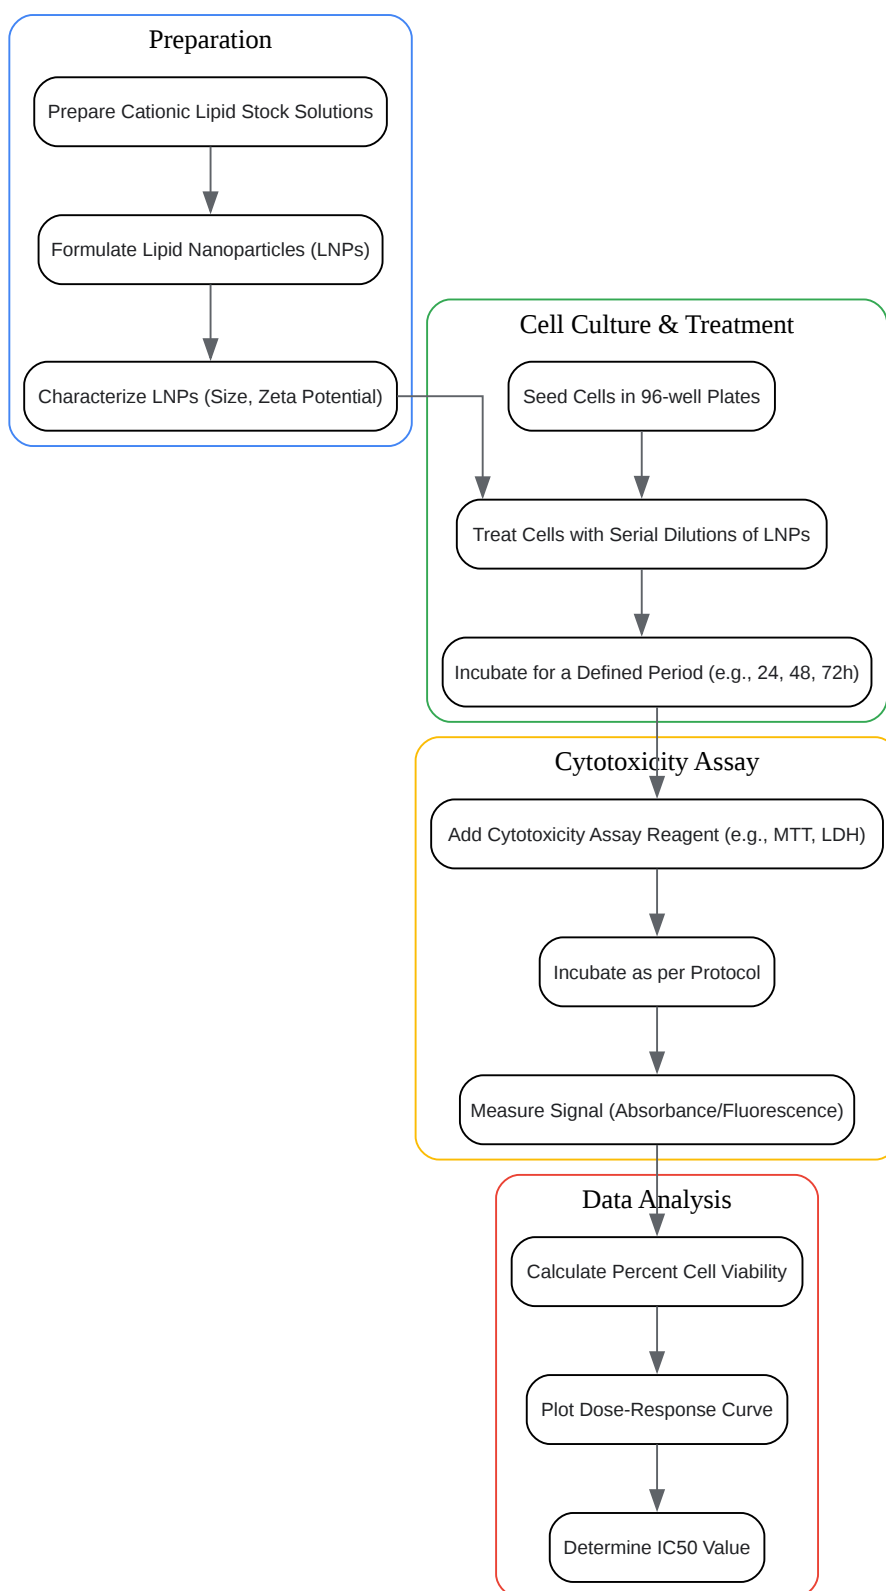 Preparation
Prepare Cationic Lipid Stock Solutions
Formulate Lipid Nanoparticles (LNPs)
Characterize LNPs (Size, Zeta Potential)
Cell Culture & Treatment
Seed Cells in 96-well Plates
Treat Cells with Serial Dilutions of LNPs
Incubate for a Defined Period (e.g., 24, 48, 72h)
Cytotoxicity Assay
Add Cytotoxicity Assay Reagent (e.g., MTT, LDH)
Incubate as per Protocol
Measure Signal (Absorbance/Fluorescence)
Data Analysis
Calculate Percent Cell Viability
Plot Dose-Response Curve
Determine IC50 Value